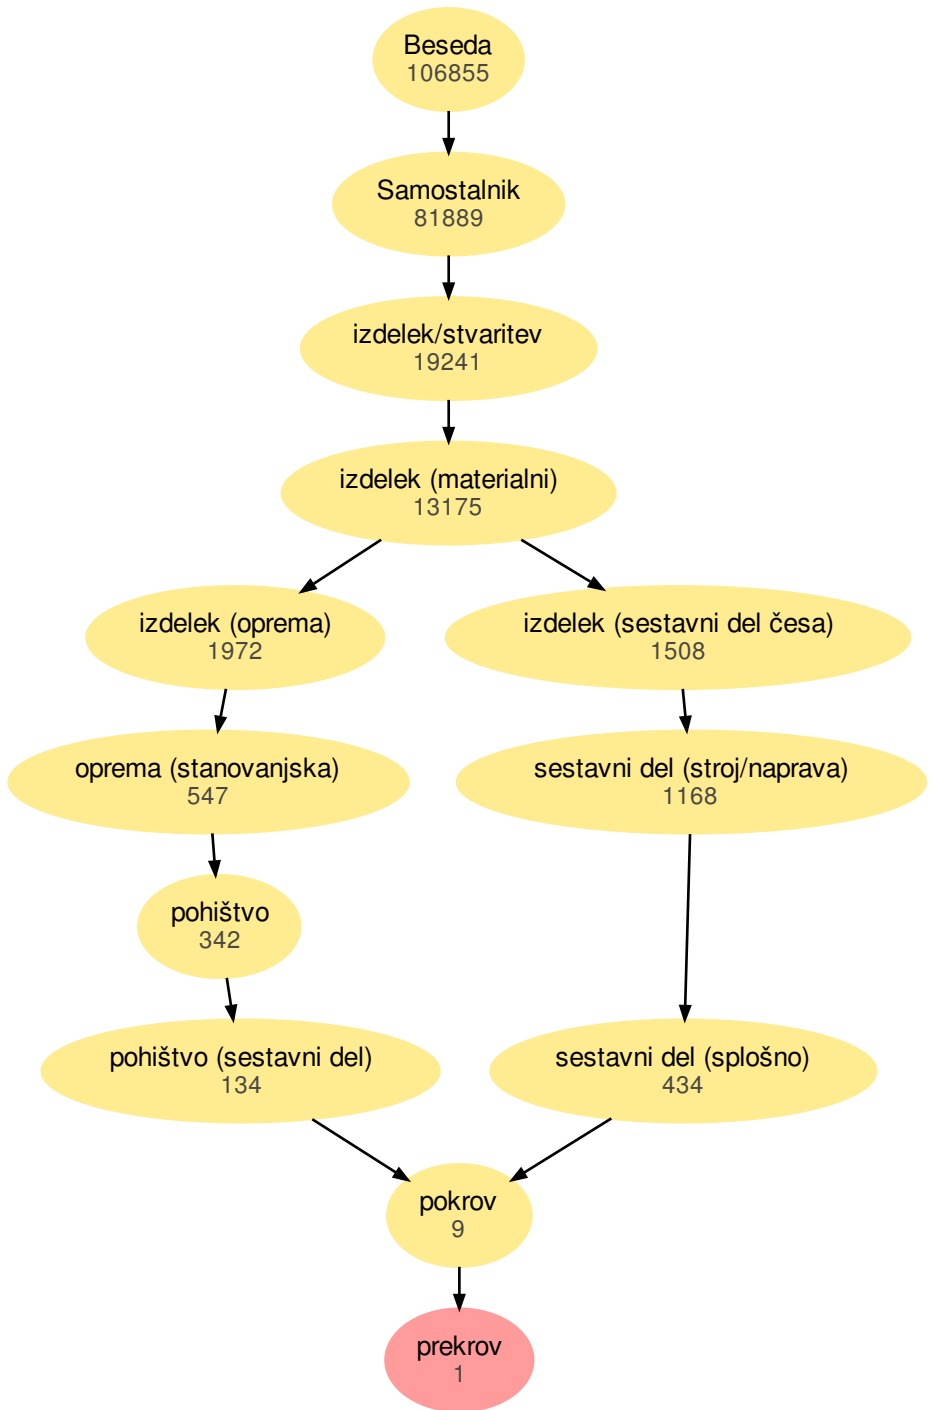 Beseda
106855
Samostalnik
81889
izdelek/stvaritev
19241
izdelek (materialni)
13175
izdelek (oprema)
1972
izdelek (sestavni del česa)
1508
oprema (stanovanjska)
547
sestavni del (stroj/naprava)
1168
pohištvo
342
pohištvo (sestavni del)
134
sestavni del (splošno)
434
pokrov
9
prekrov
1